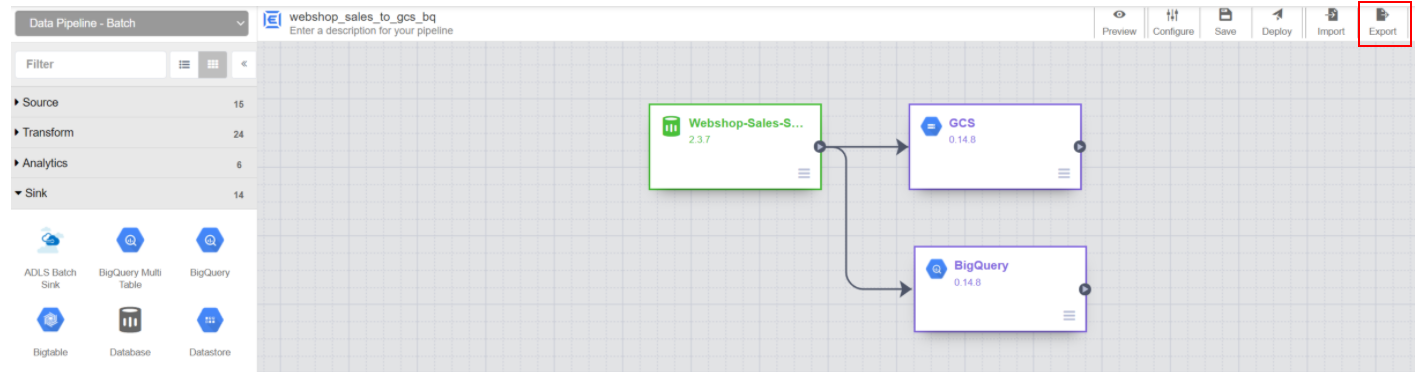 Data Pipeline - Batch
webshop_sales_to_gcs_bq
Enter a description for your pipeline
Preview
Configure
Save
Deploy
Import
Export
Filter
Source 15
Transform 24
Analytics 6
Sink 14
ADLS Batch
Sink
BigQuery Multi
Table
BigQuery
Bigtable
Database
Datastore
Webshop-Sales-S...
2.3.7
GCS
0.14.8
BigQuery
0.14.8